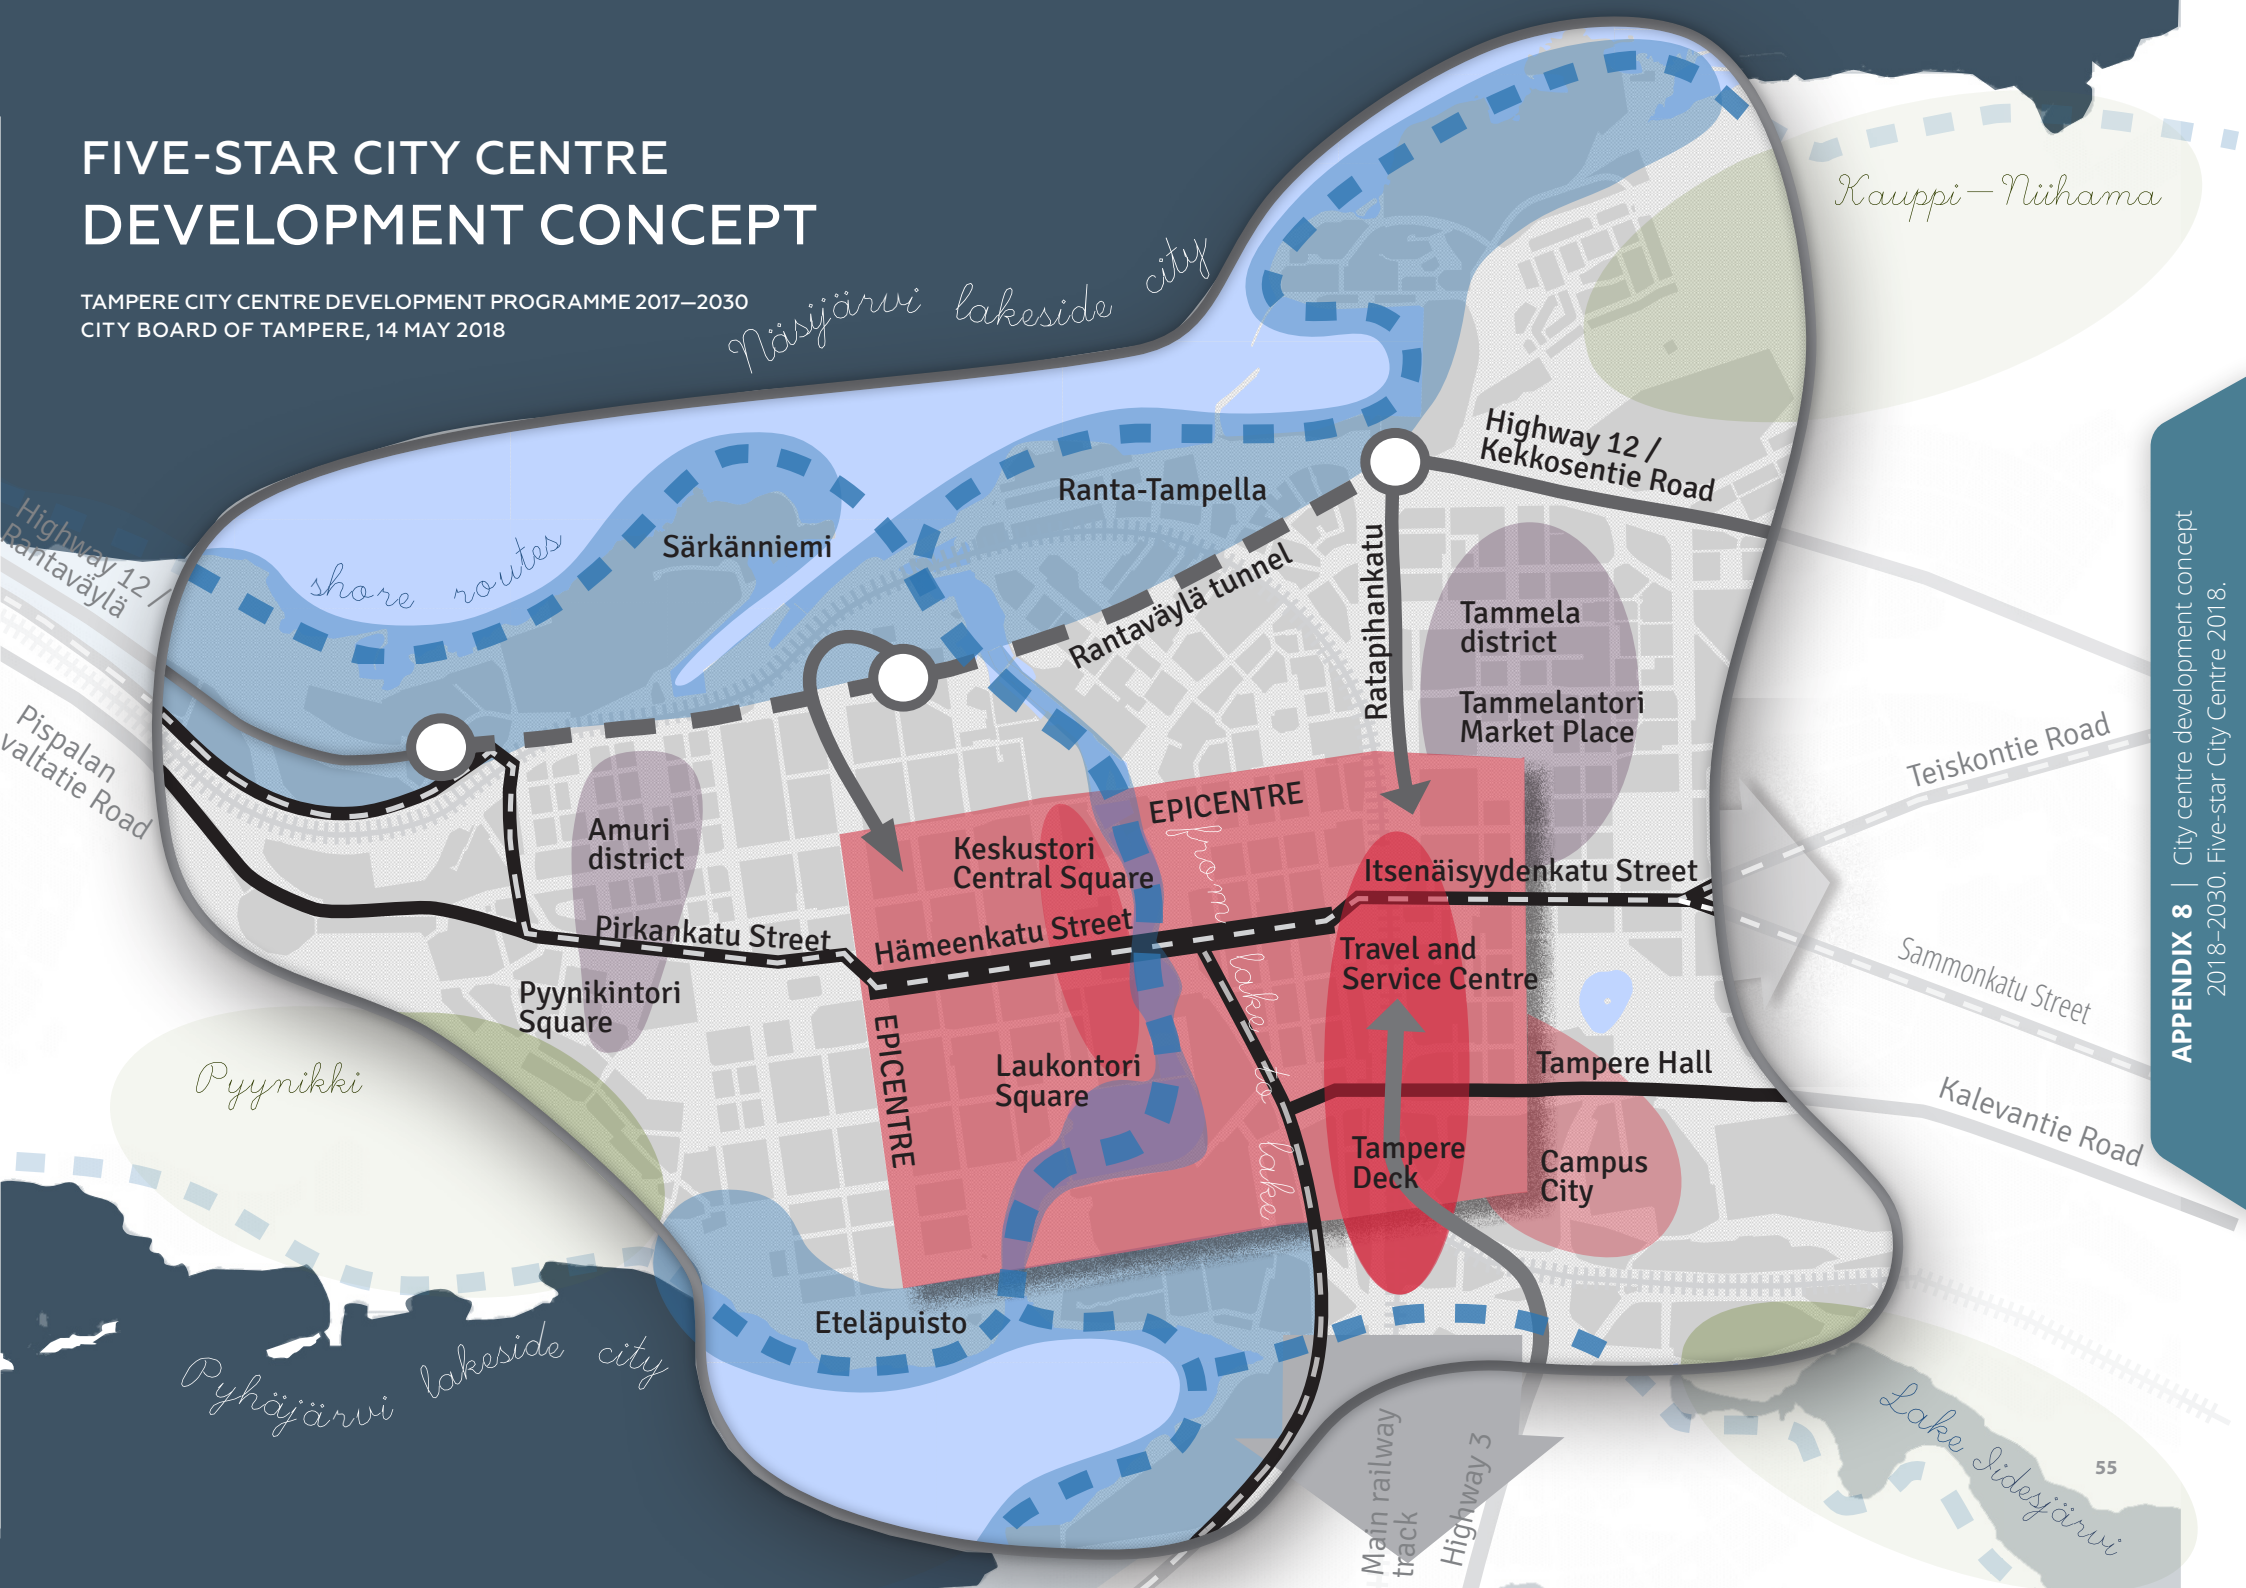 FIVE-STAR CITY CENTRE
DEVELOPMENT CONCEPT
TAMPERE CITY CENTRE DEVELOPMENT PROGRAMME 2017–2030
CITY BOARD OF TAMPERE, 14 MAY 2018
Näsijärvi lakeside city
Kauppi–Niihama
Highway 12 /
Kekkosentie Road
Ranta-Tampella
Särkänniemi
shore routes
Highway 12 /
Rantaväylä
Rantaväylä tunnel
Ratapihankatu
Tammela
district
Tammelantori
Market Place
Pispalan
valtatie Road
Teiskontie Road
EPICENTRE
Amuri
district
Keskustori
Central Square
from lake to lake
Itsenäisyydenkatu Street
Pirkankatu Street
Hämeenkatu Street
Travel and
Service Centre
Sammonkatu Street
Pyynikintori
Square
EPICENTRE
Laukontori
Square
Tampere Hall
Pyynikki
Kalevantie Road
Tampere
Deck
Campus
City
Eteläpuisto
Pyhäjärvi lakeside city
Main railway
track
Highway 3
Lake Iidesjärvi
55
APPENDIX 8 | City centre development concept
2018–2030. Five-star City Centre 2018.